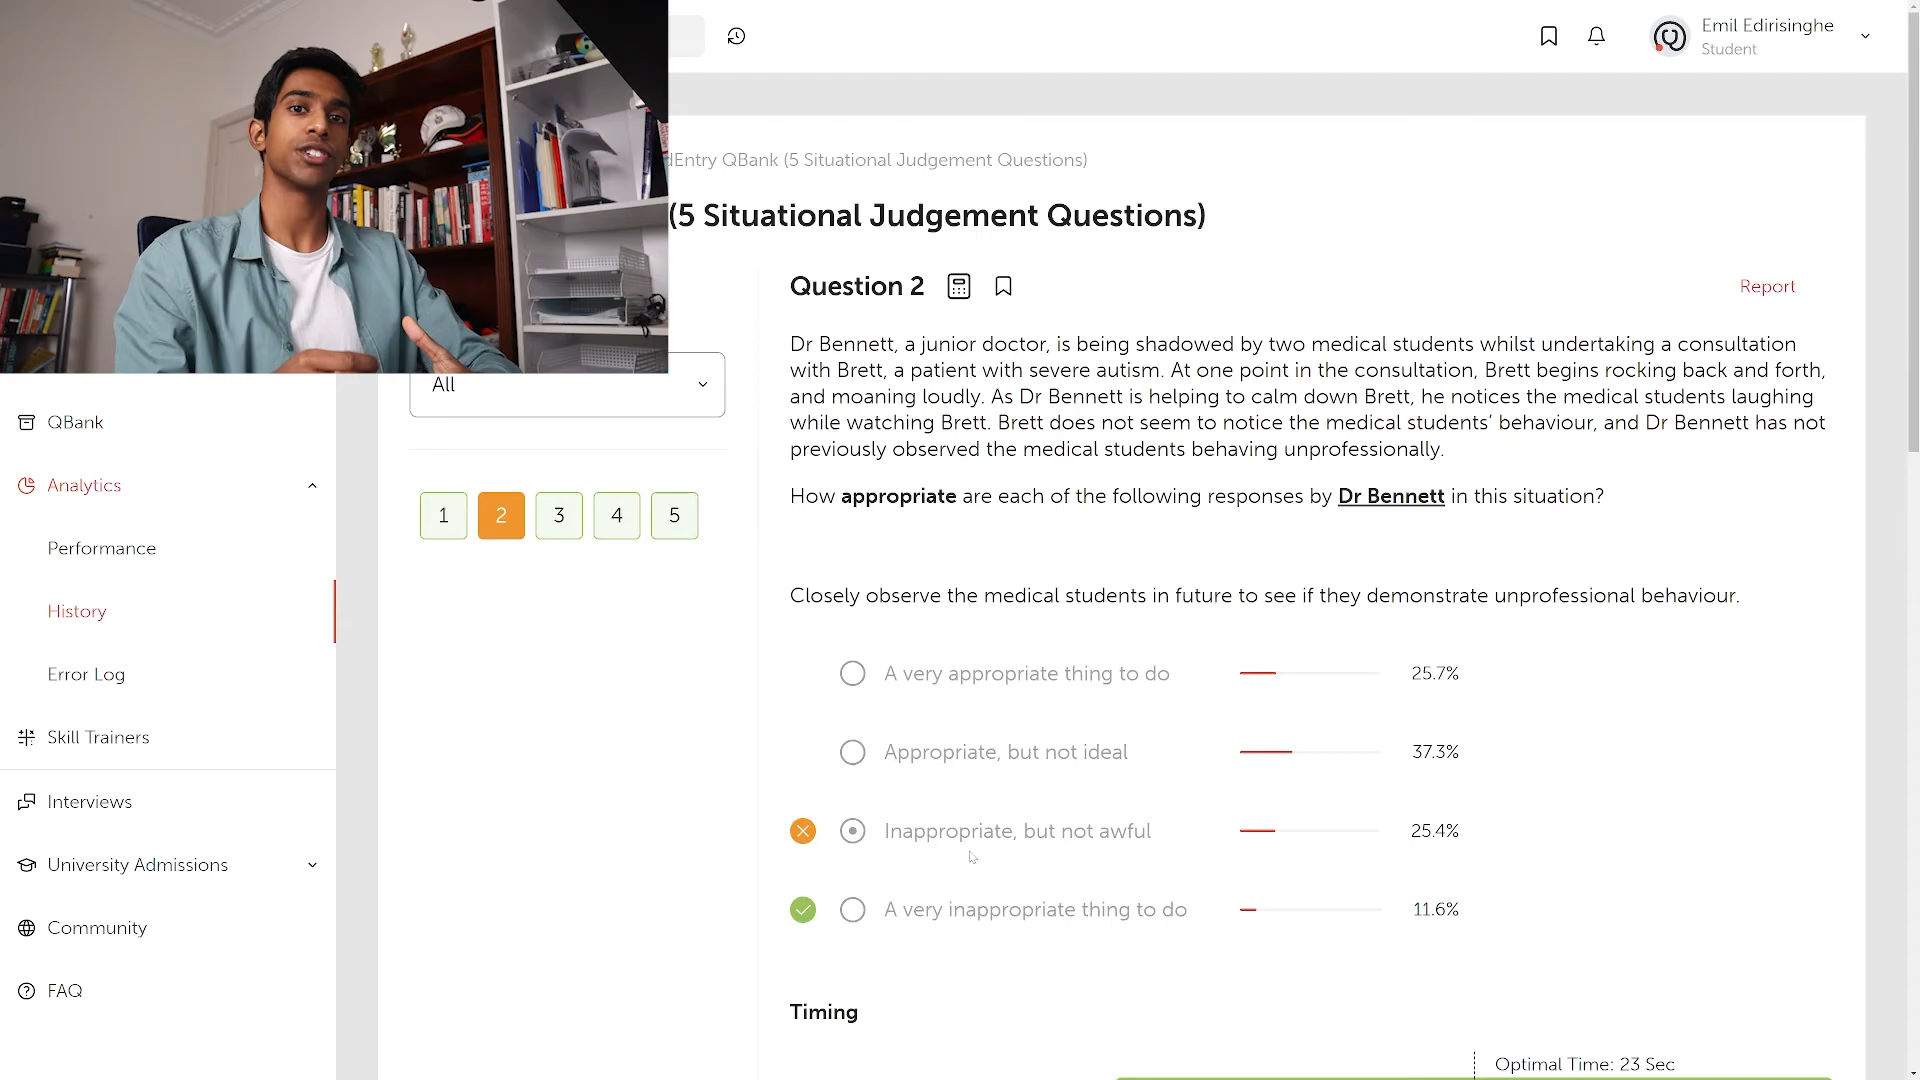 Emil Edirisinghe
Student
dEntry QBank (5 Situational Judgement Questions)
(5 Situational Judgement Questions)
Question 2
Report
Dr Bennett, a junior doctor, is being shadowed by two medical students whilst undertaking a consultation
with Brett, a patient with severe autism. At one point in the consultation, Brett begins rocking back and forth,
and moaning loudly. As Dr Bennett is helping to calm down Brett, he notices the medical students laughing
while watching Brett. Brett does not seem to notice the medical students’ behaviour, and Dr Bennett has not
previously observed the medical students behaving unprofessionally.
How appropriate are each of the following responses by Dr Bennett in this situation?
Closely observe the medical students in future to see if they demonstrate unprofessional behaviour.
A very appropriate thing to do 25.7%
Appropriate, but not ideal 37.3%
Inappropriate, but not awful 25.4%
A very inappropriate thing to do 11.6%
Timing
Optimal Time: 23 Sec
All
1 2 3 4 5
QBank
Analytics
Performance
History
Error Log
Skill Trainers
Interviews
University Admissions
Community
FAQ